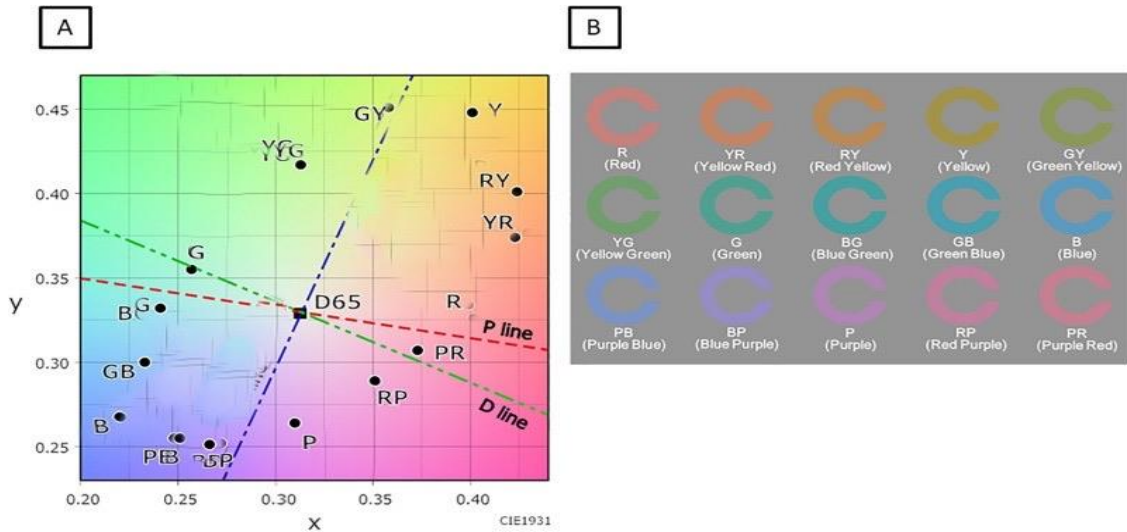 A
B
0.45
0.40
0.35
0.30
0.25
0.20
0.25
0.30
0.35
0.40
y
x
CIE1931
GY
Y
RY
YR
G
R
D65
P line
D line
PR
RP
P
GB
B
R
(Red)
YR
(Yellow Red)
RY
(Red Yellow)
Y
(Yellow)
GY
(Green Yellow)
YG
(Yellow Green)
G
(Green)
BG
(Blue Green)
GB
(Green Blue)
B
(Blue)
PB
(Purple Blue)
BP
(Blue Purple)
P
(Purple)
RP
(Red Purple)
PR
(Purple Red)